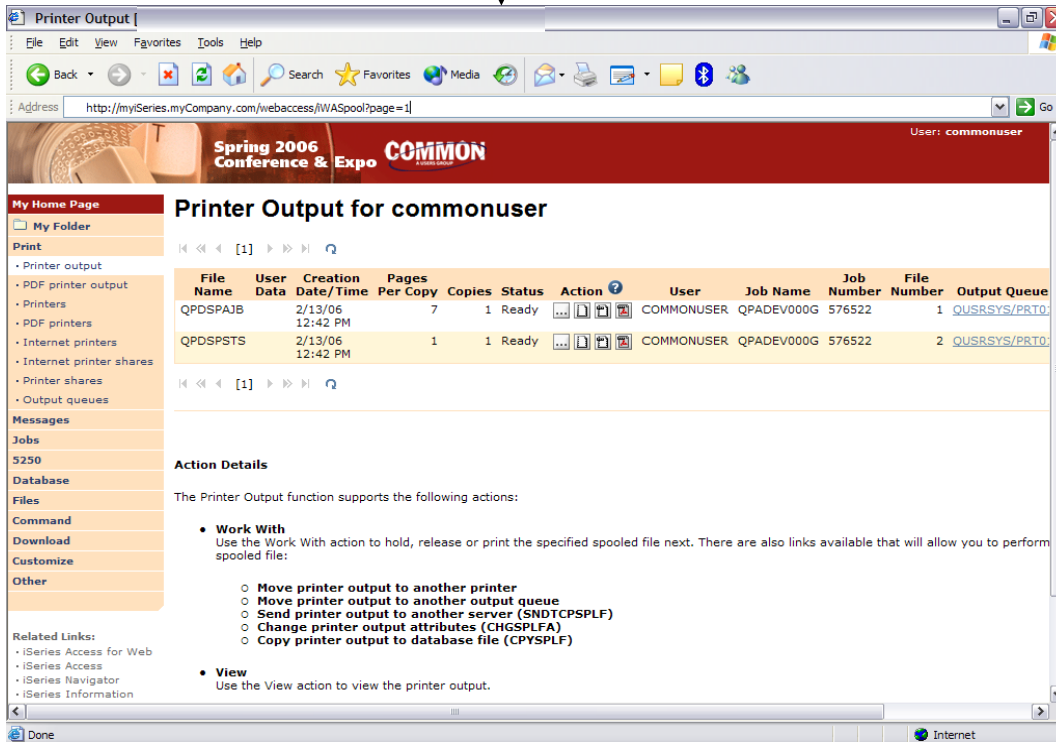 Printer Output [
File Edit View Favorites Tools Help
Back Search Favorites Media
Address http://myiSeries.myCompany.com/webaccess/iWASpool?page=1 Go
User: commonuser
Spring 2006
Conference & Expo
COMMON
A USERS GROUP
My Home Page
My Folder
Print
• Printer output
• PDF printer output
• Printers
• PDF printers
• Internet printers
• Internet printer shares
• Printer shares
• Output queues
Messages
Jobs
5250
Database
Files
Command
Download
Customize
Other
Related Links:
• iSeries Access for Web
• iSeries Access
• iSeries Navigator
• iSeries Information
Printer Output for commonuser
[1]
File Name User Data Creation Date/Time Pages Per Copy Copies Status Action ? User Job Name Job Number File Number Output Queue
QPDSPAJB 2/13/06 12:42 PM 7 1 Ready ... COMMONUSER QPADEV000G 576522 1 QUSRSYS/PRT01
QPDSPSTS 2/13/06 12:42 PM 1 1 Ready ... COMMONUSER QPADEV000G 576522 2 QUSRSYS/PRT01
[1]
Action Details
The Printer Output function supports the following actions:
• Work With
Use the Work With action to hold, release or print the specified spooled file next. There are also links available that will allow you to perform
spooled file:
○ Move printer output to another printer
○ Move printer output to another output queue
○ Send printer output to another server (SNDTCPSPLF)
○ Change printer output attributes (CHGSPLFA)
○ Copy printer output to database file (CPYSPLF)
• View
Use the View action to view the printer output.
Done
Internet